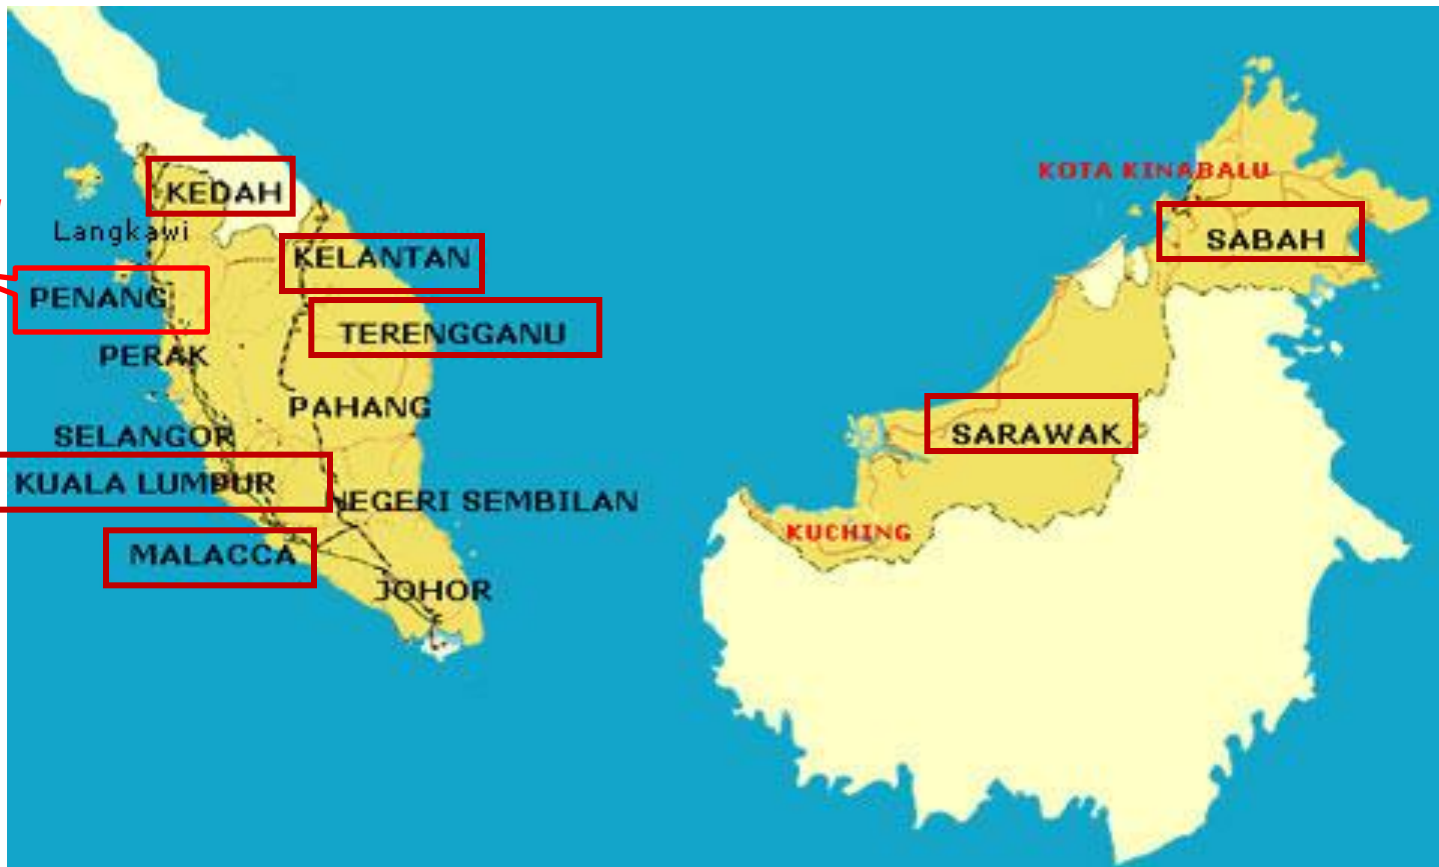 KEDAH
Langkawi
KELANTAN
PENANG
TERENGGANU
PERAK
PAHANG
SELANGOR
KUALA LUMPUR
NEGERI SEMBILAN
MALACCA
JOHOR
KOTA KINABALU
SABAH
SARAWAK
KUCHING